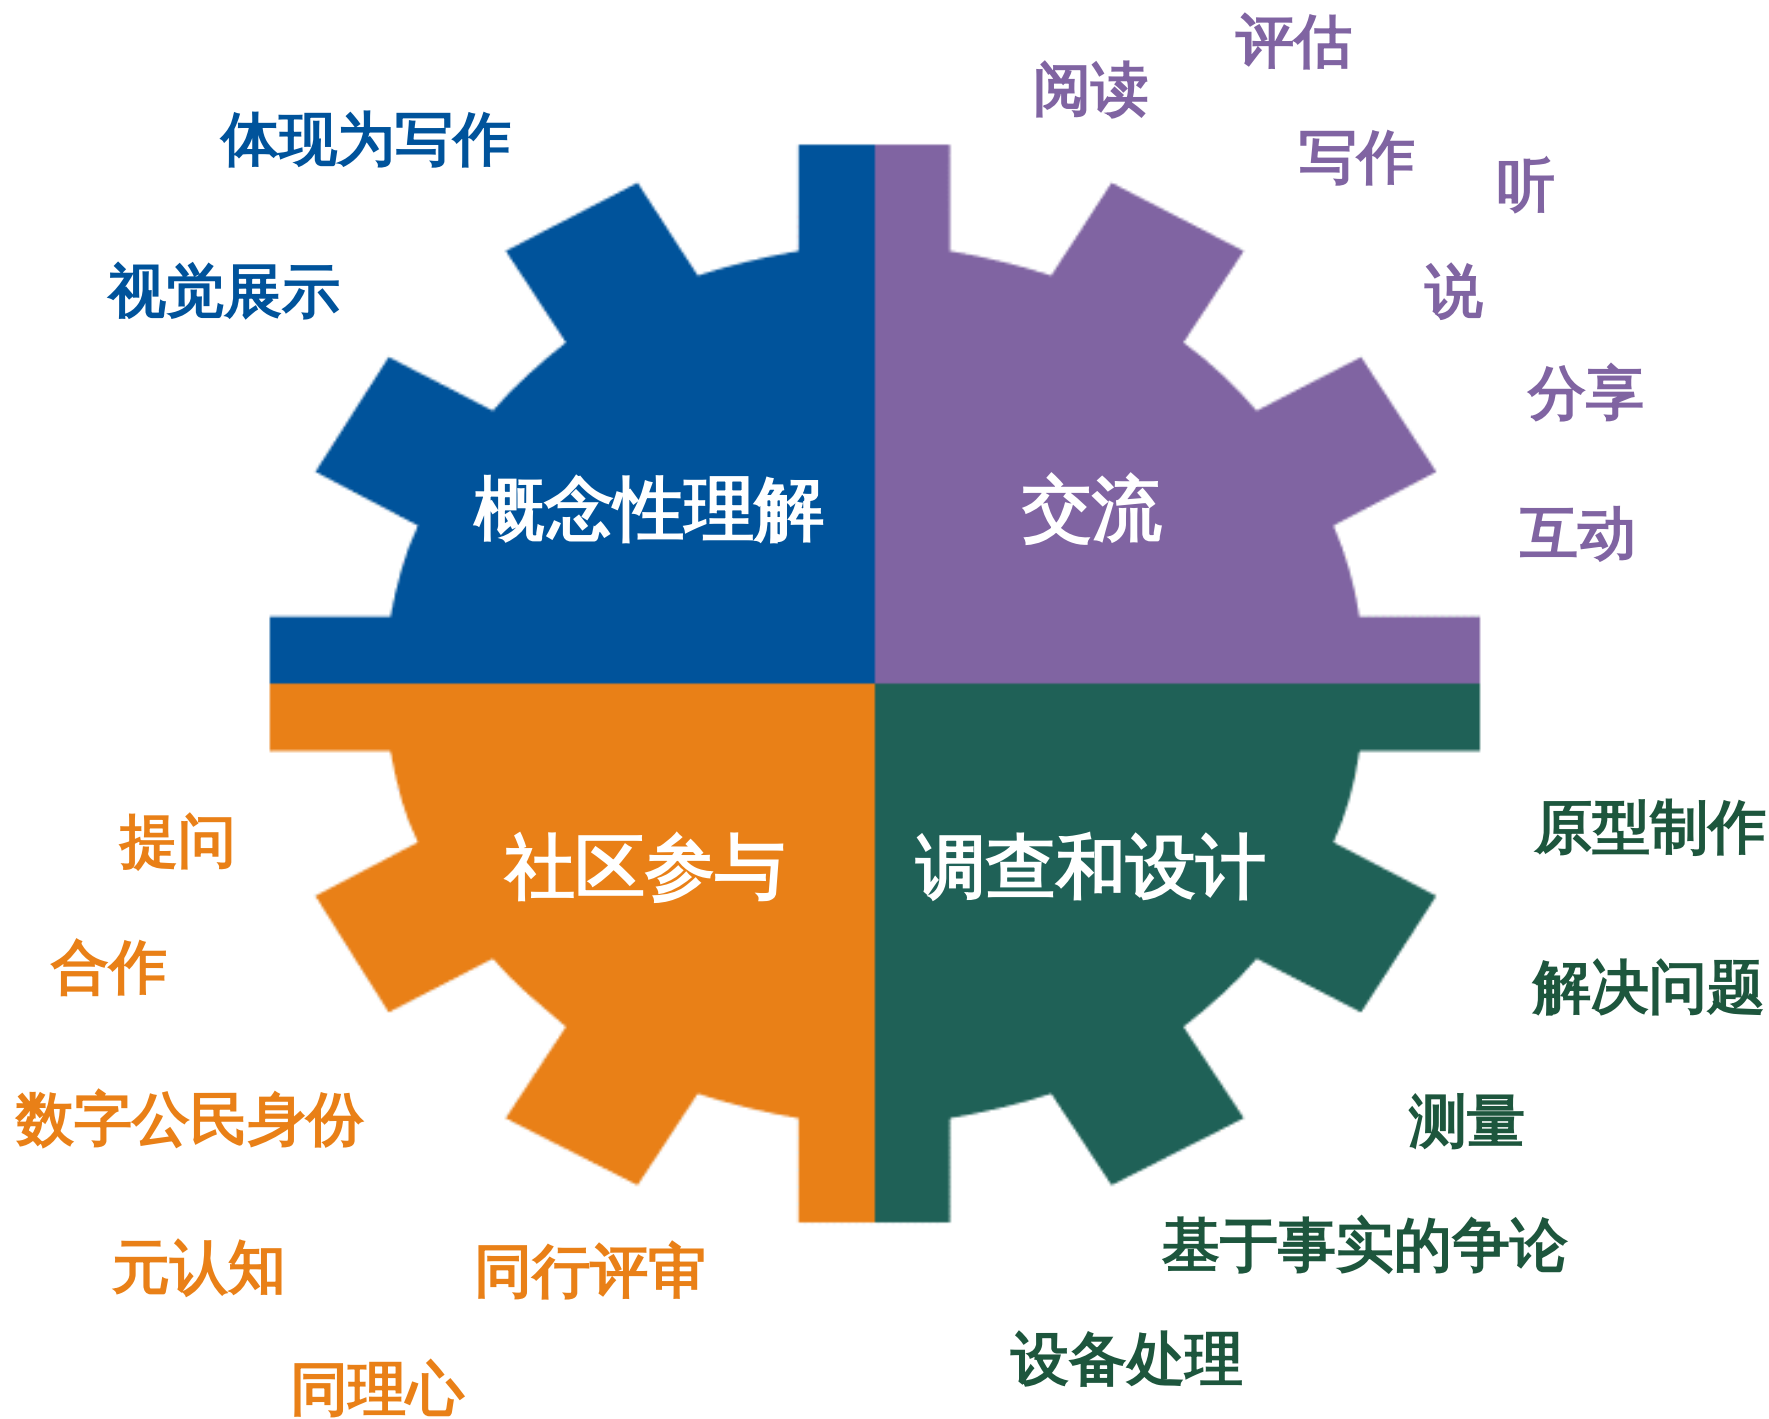 评估
阅读
体现为写作
写作
听
视觉展示
说
分享
概念性理解
交流
互动
提问
社区参与
调查和设计
原型制作
合作
解决问题
数字公民身份
测量
元认知
同行评审
基于事实的争论
设备处理
同理心